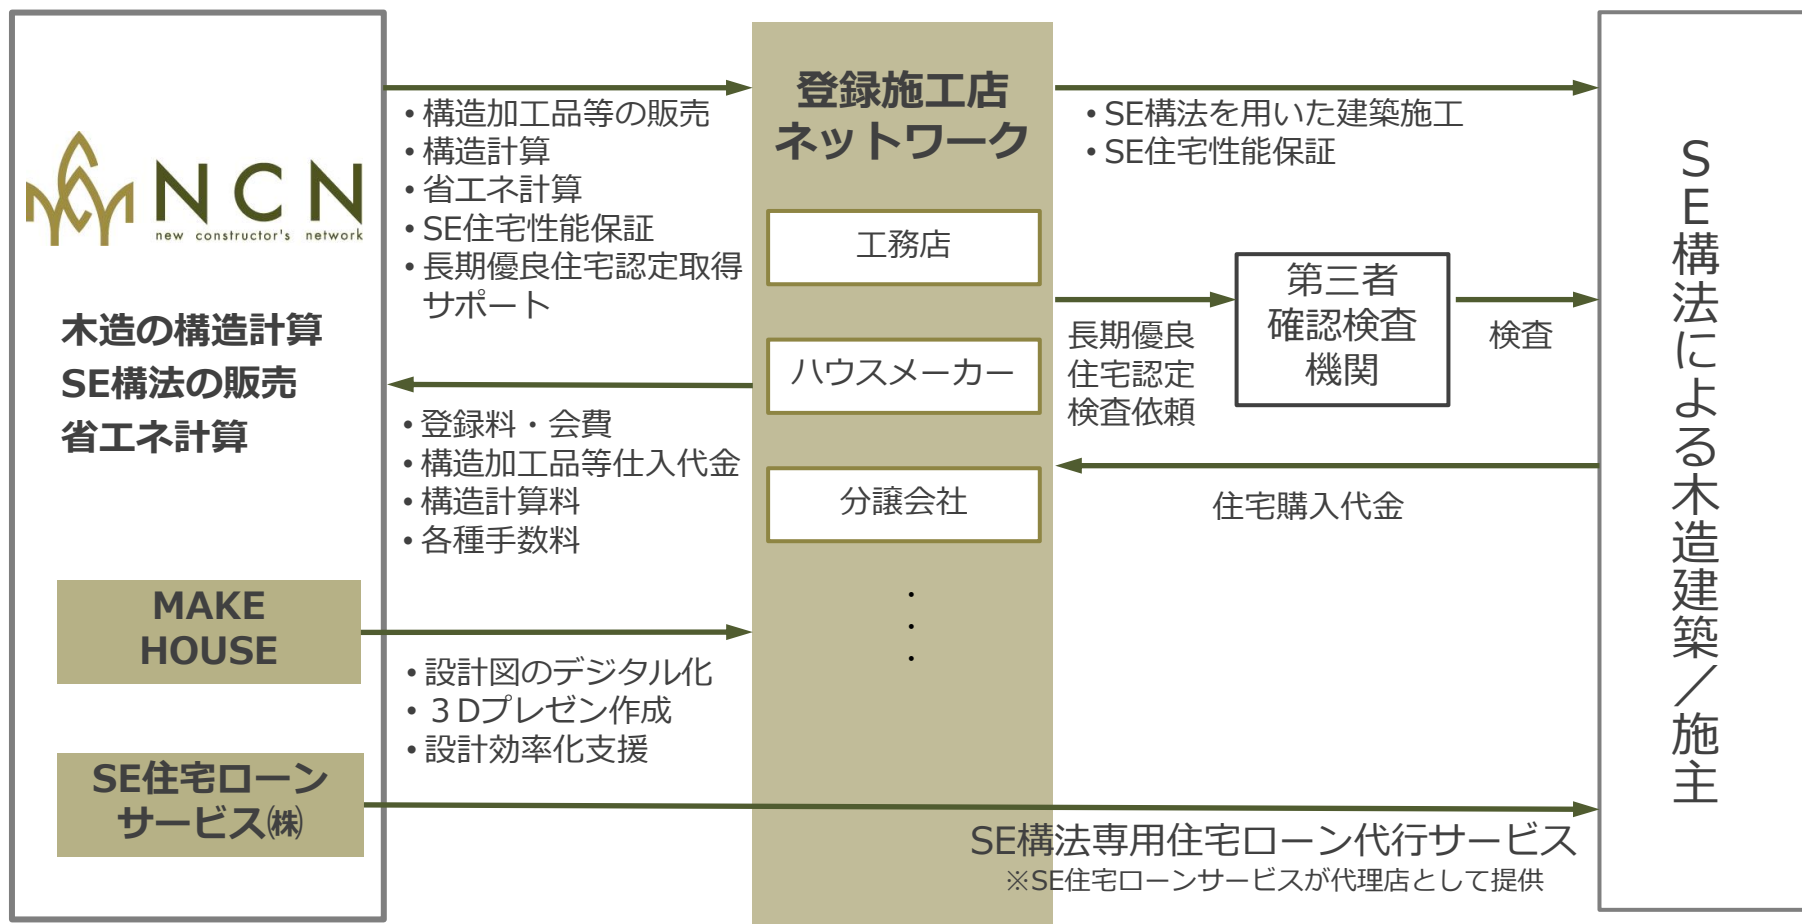 NCN
new constructor's network
木造の構造計算
SE構法の販売
省エネ計算
MAKE
HOUSE
SE住宅ローン
サービス㈱
・構造加工品等の販売
・構造計算
・省エネ計算
・SE住宅性能保証
・長期優良住宅認定取得
サポート
・登録料・会費
・構造加工品等仕入代金
・構造計算料
・各種手数料
・設計図のデジタル化
・３Dプレゼン作成
・設計効率化支援
登録施工店
ネットワーク
工務店
ハウスメーカー
分譲会社
・
・
・
・SE構法を用いた建築施工
・SE住宅性能保証
長期優良
住宅認定
検査依頼
第三者
確認検査
機関
検査
住宅購入代金
SE構法専用住宅ローン代行サービス
※SE住宅ローンサービスが代理店として提供
SE構法による木造建築／施主